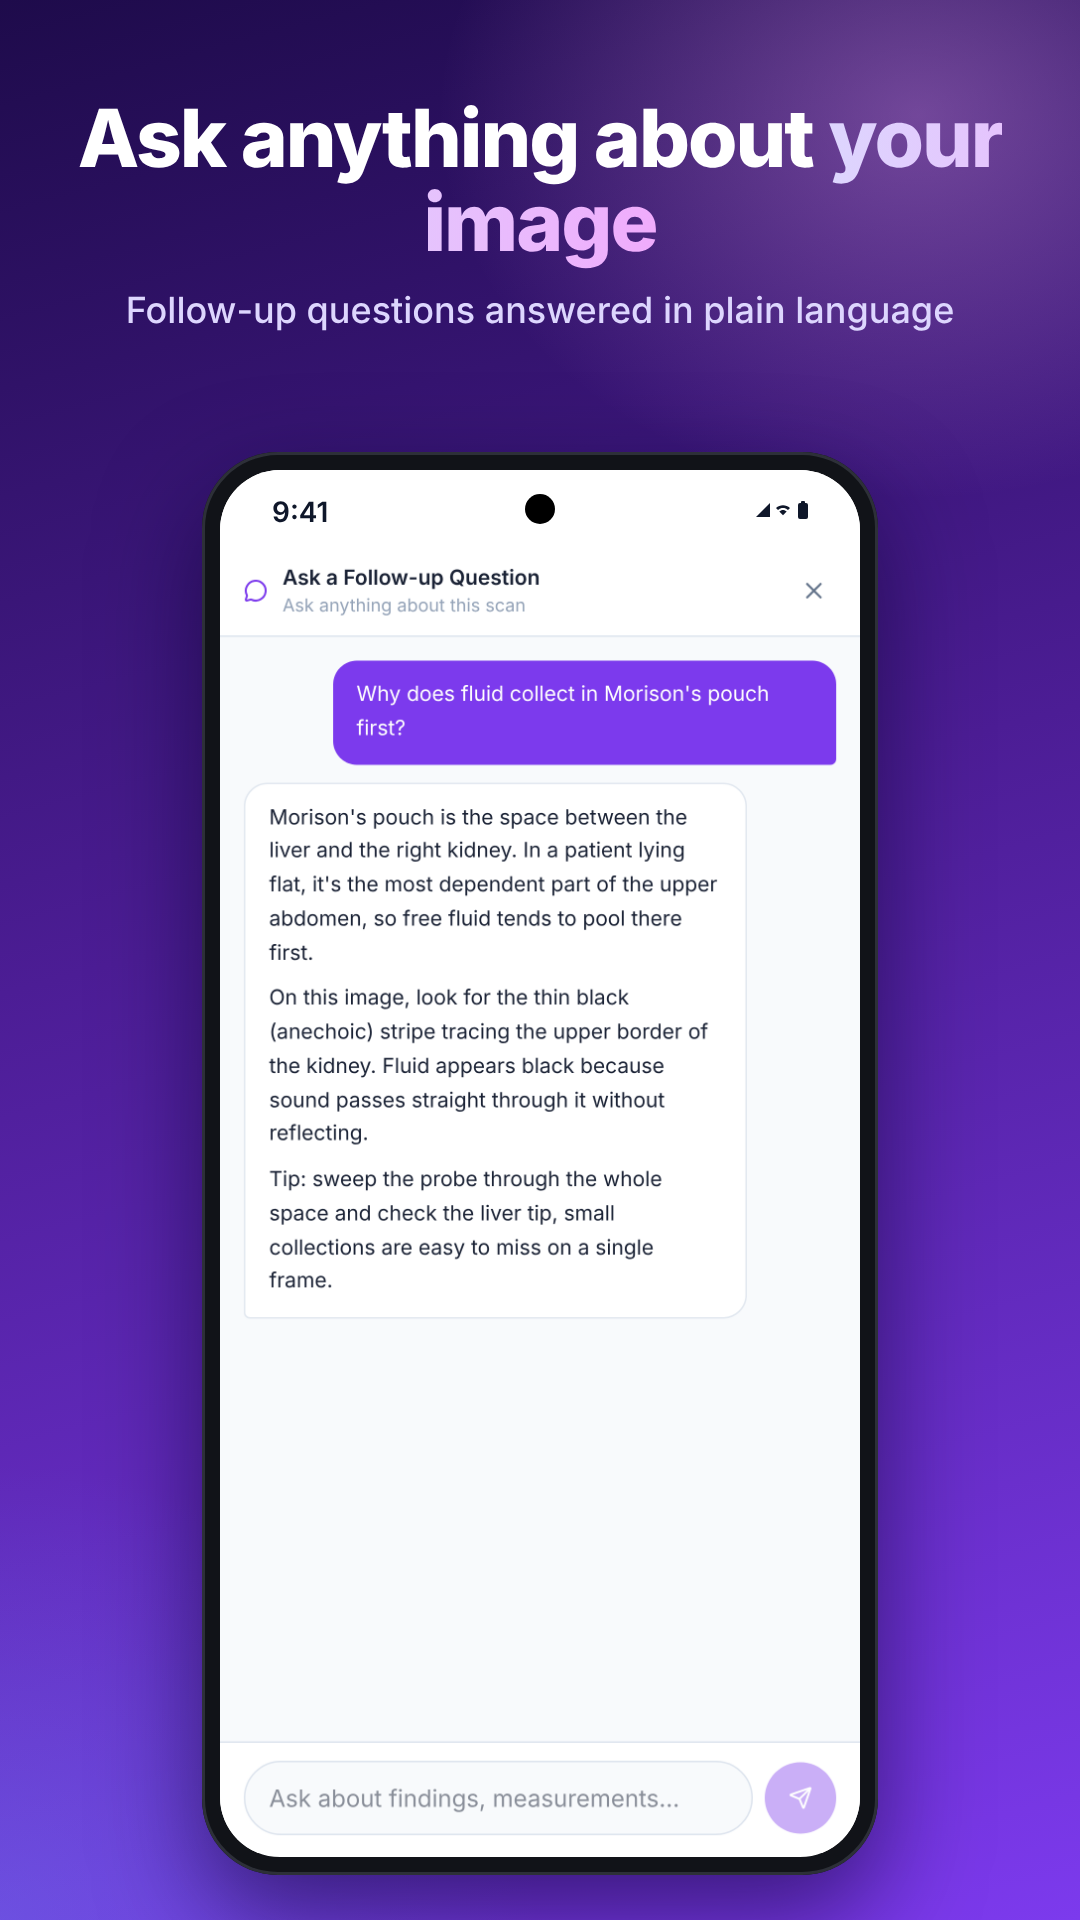 Ask anything about your
image
Follow-up questions answered in plain language
9:41
Ask a Follow-up Question
Ask anything about this scan
Why does fluid collect in Morison's pouch
first?
Morison's pouch is the space between the
liver and the right kidney. In a patient lying
flat, it's the most dependent part of the upper
abdomen, so free fluid tends to pool there
first.
On this image, look for the thin black
(anechoic) stripe tracing the upper border of
the kidney. Fluid appears black because
sound passes straight through it without
reflecting.
Tip: sweep the probe through the whole
space and check the liver tip, small
collections are easy to miss on a single
frame.
Ask about findings, measurements...